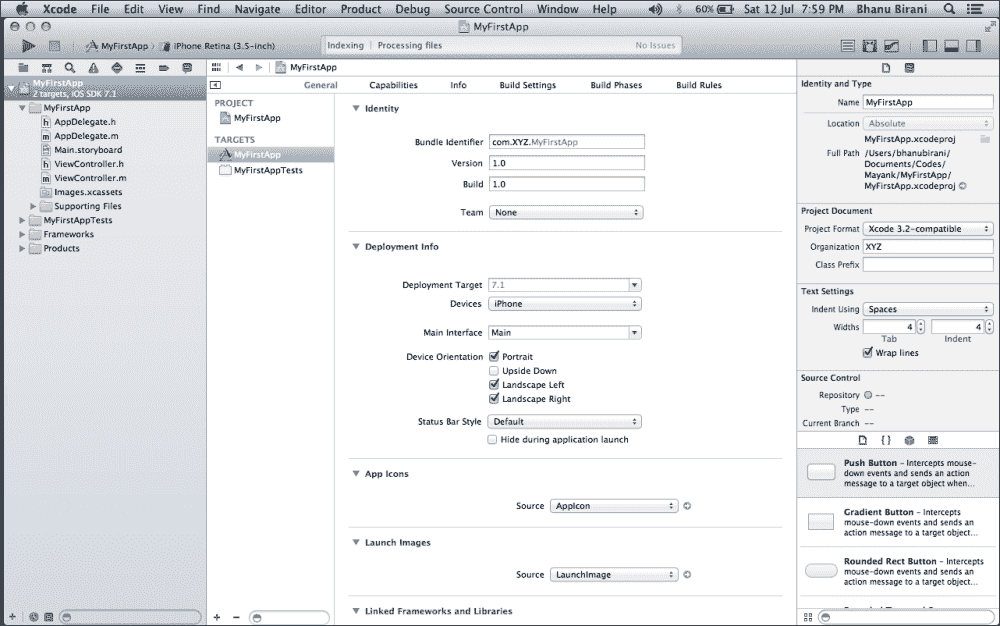 Xcode File Edit View Find Navigate Editor Product Debug Source Control Window Help 60% Sat 12 Jul 7:59 PM Bhanu Birani
MyFirstApp
MyFirstApp iPhone Retina (3.5-inch) Indexing Processing files No Issues
MyFirstApp
2 targets, iOS SDK 7.1
MyFirstApp
AppDelegate.h
AppDelegate.m
Main.storyboard
ViewController.h
ViewController.m
Images.xcassets
Supporting Files
MyFirstAppTests
Frameworks
Products
MyFirstApp
General Capabilities Info Build Settings Build Phases Build Rules
PROJECT
MyFirstApp
TARGETS
MyFirstApp
MyFirstAppTests
Identity
Bundle Identifier com.XYZ.MyFirstApp
Version 1.0
Build 1.0
Team None
Deployment Info
Deployment Target 7.1
Devices iPhone
Main Interface Main
Device Orientation Portrait
Upside Down
Landscape Left
Landscape Right
Status Bar Style Default
Hide during application launch
App Icons
Source AppIcon
Launch Images
Source LaunchImage
Linked Frameworks and Libraries
Identity and Type
Name MyFirstApp
Location Absolute
MyFirstApp.xcodeproj
Full Path /Users/bhanubirani/
Documents/Codes/
Mayank/MyFirstApp/
MyFirstApp.xcodeproj
Project Document
Project Format Xcode 3.2-compatible
Organization XYZ
Class Prefix
Text Settings
Indent Using Spaces
Widths 4 4
Tab Indent
Wrap lines
Source Control
Repository --
Type --
Current Branch --
{ }
Push Button - Intercepts mouse-
down events and sends an action
message to a target object when...
Gradient Button - Intercepts
mouse-down events and sends an
action message to a target object...
Rounded Rect Button - Intercepts
mouse-down events and sends an
action message to a target object...